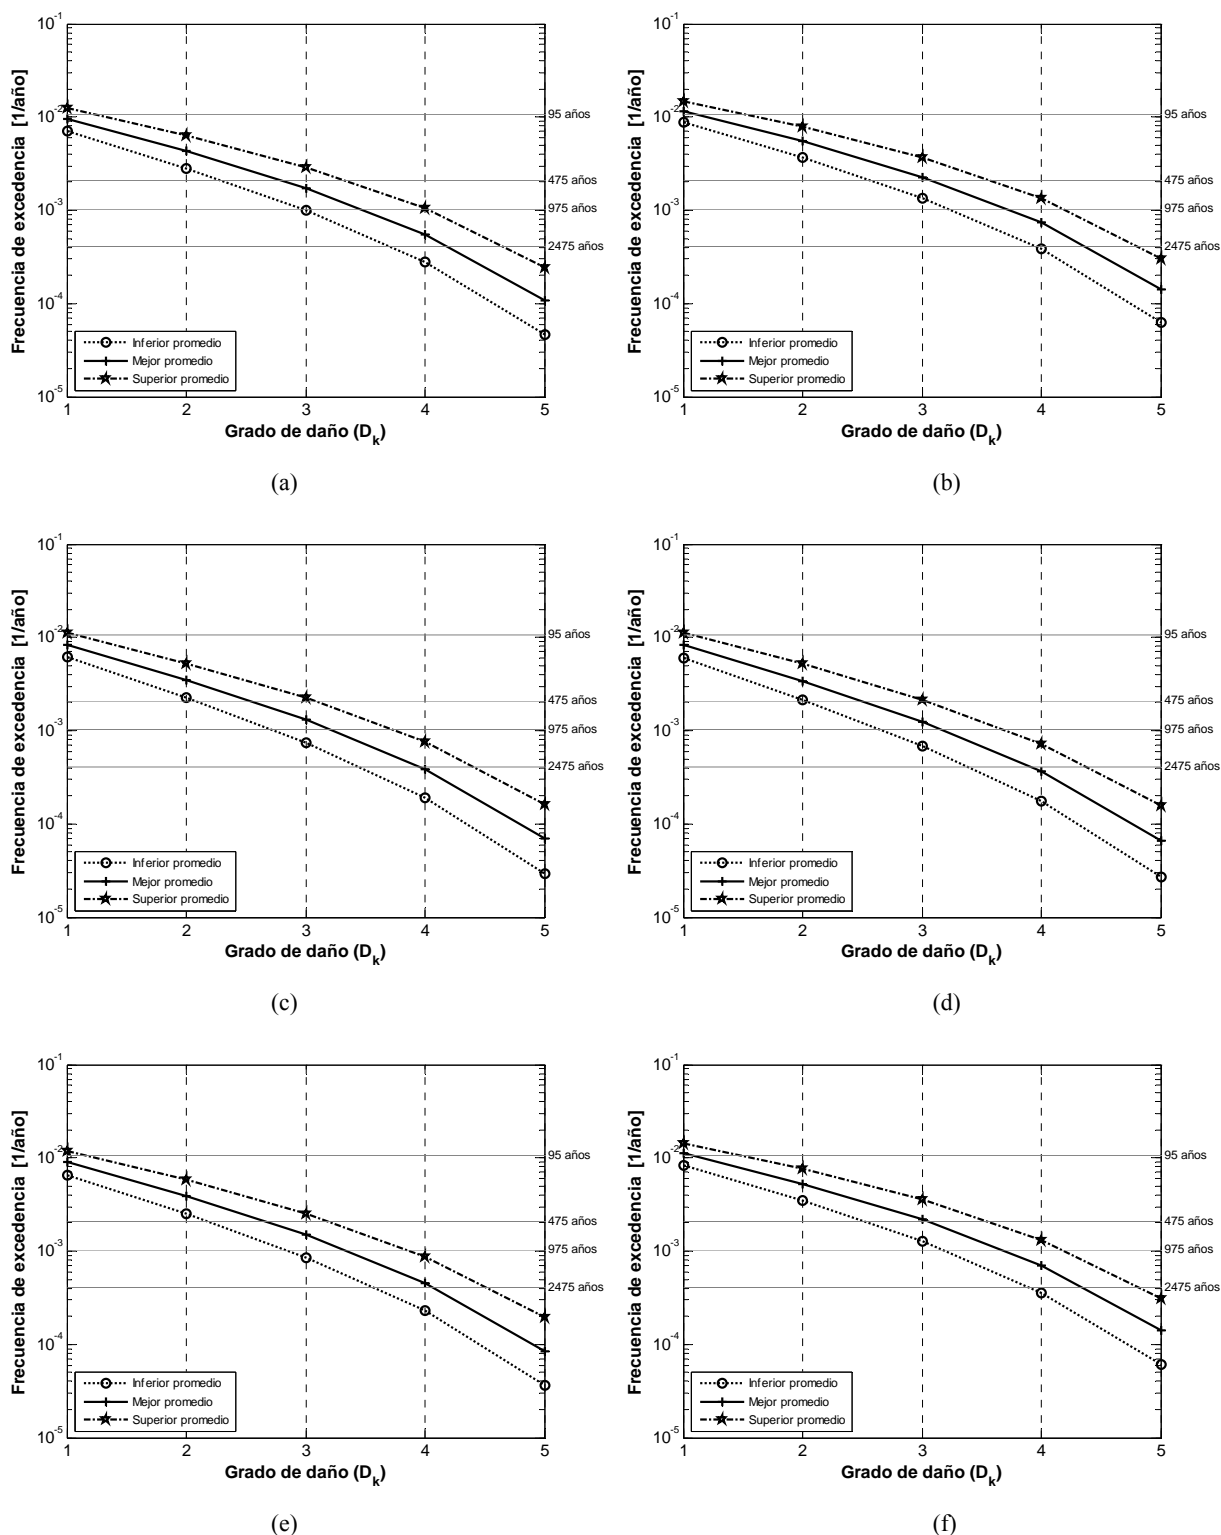 10-1
10-2
10-3
10-4
10-5
Frecuencia de excedencia [1/año]
95 años
475 años
975 años
2475 años
Inferior promedio
Mejor promedio
Superior promedio
1 2 3 4 5
Grado de daño (Dk)
(a)
10-1
10-2
10-3
10-4
10-5
Frecuencia de excedencia [1/año]
95 años
475 años
975 años
2475 años
Inferior promedio
Mejor promedio
Superior promedio
1 2 3 4 5
Grado de daño (Dk)
(b)
10-1
10-2
10-3
10-4
10-5
Frecuencia de excedencia [1/año]
95 años
475 años
975 años
2475 años
Inferior promedio
Mejor promedio
Superior promedio
1 2 3 4 5
Grado de daño (Dk)
(c)
10-1
10-2
10-3
10-4
10-5
Frecuencia de excedencia [1/año]
95 años
475 años
975 años
2475 años
Inferior promedio
Mejor promedio
Superior promedio
1 2 3 4 5
Grado de daño (Dk)
(d)
10-1
10-2
10-3
10-4
10-5
Frecuencia de excedencia [1/año]
95 años
475 años
975 años
2475 años
Inferior promedio
Mejor promedio
Superior promedio
1 2 3 4 5
Grado de daño (Dk)
(e)
10-1
10-2
10-3
10-4
10-5
Frecuencia de excedencia [1/año]
95 años
475 años
975 años
2475 años
Inferior promedio
Mejor promedio
Superior promedio
1 2 3 4 5
Grado de daño (Dk)
(f)